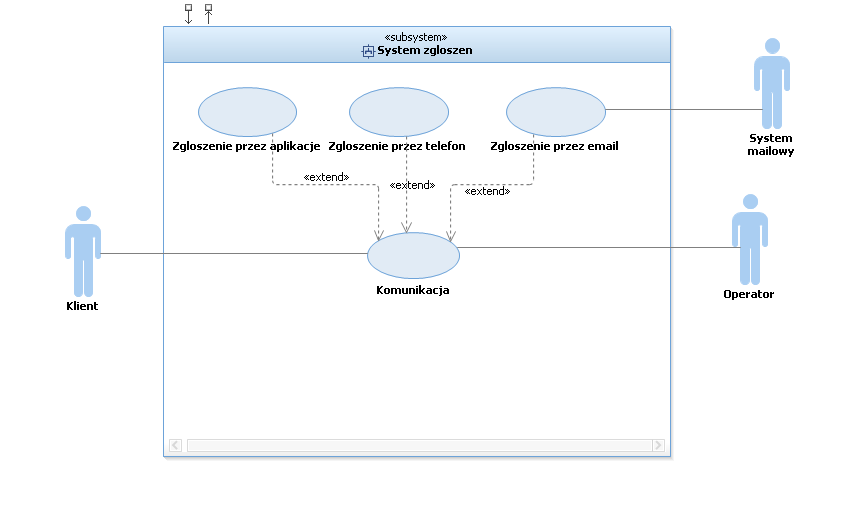 «subsystem»
System zgloszen
Zgloszenie przez aplikacje
Zgloszenie przez telefon
Zgloszenie przez email
System
mailowy
«extend»
«extend»
«extend»
Klient
Komunikacja
Operator